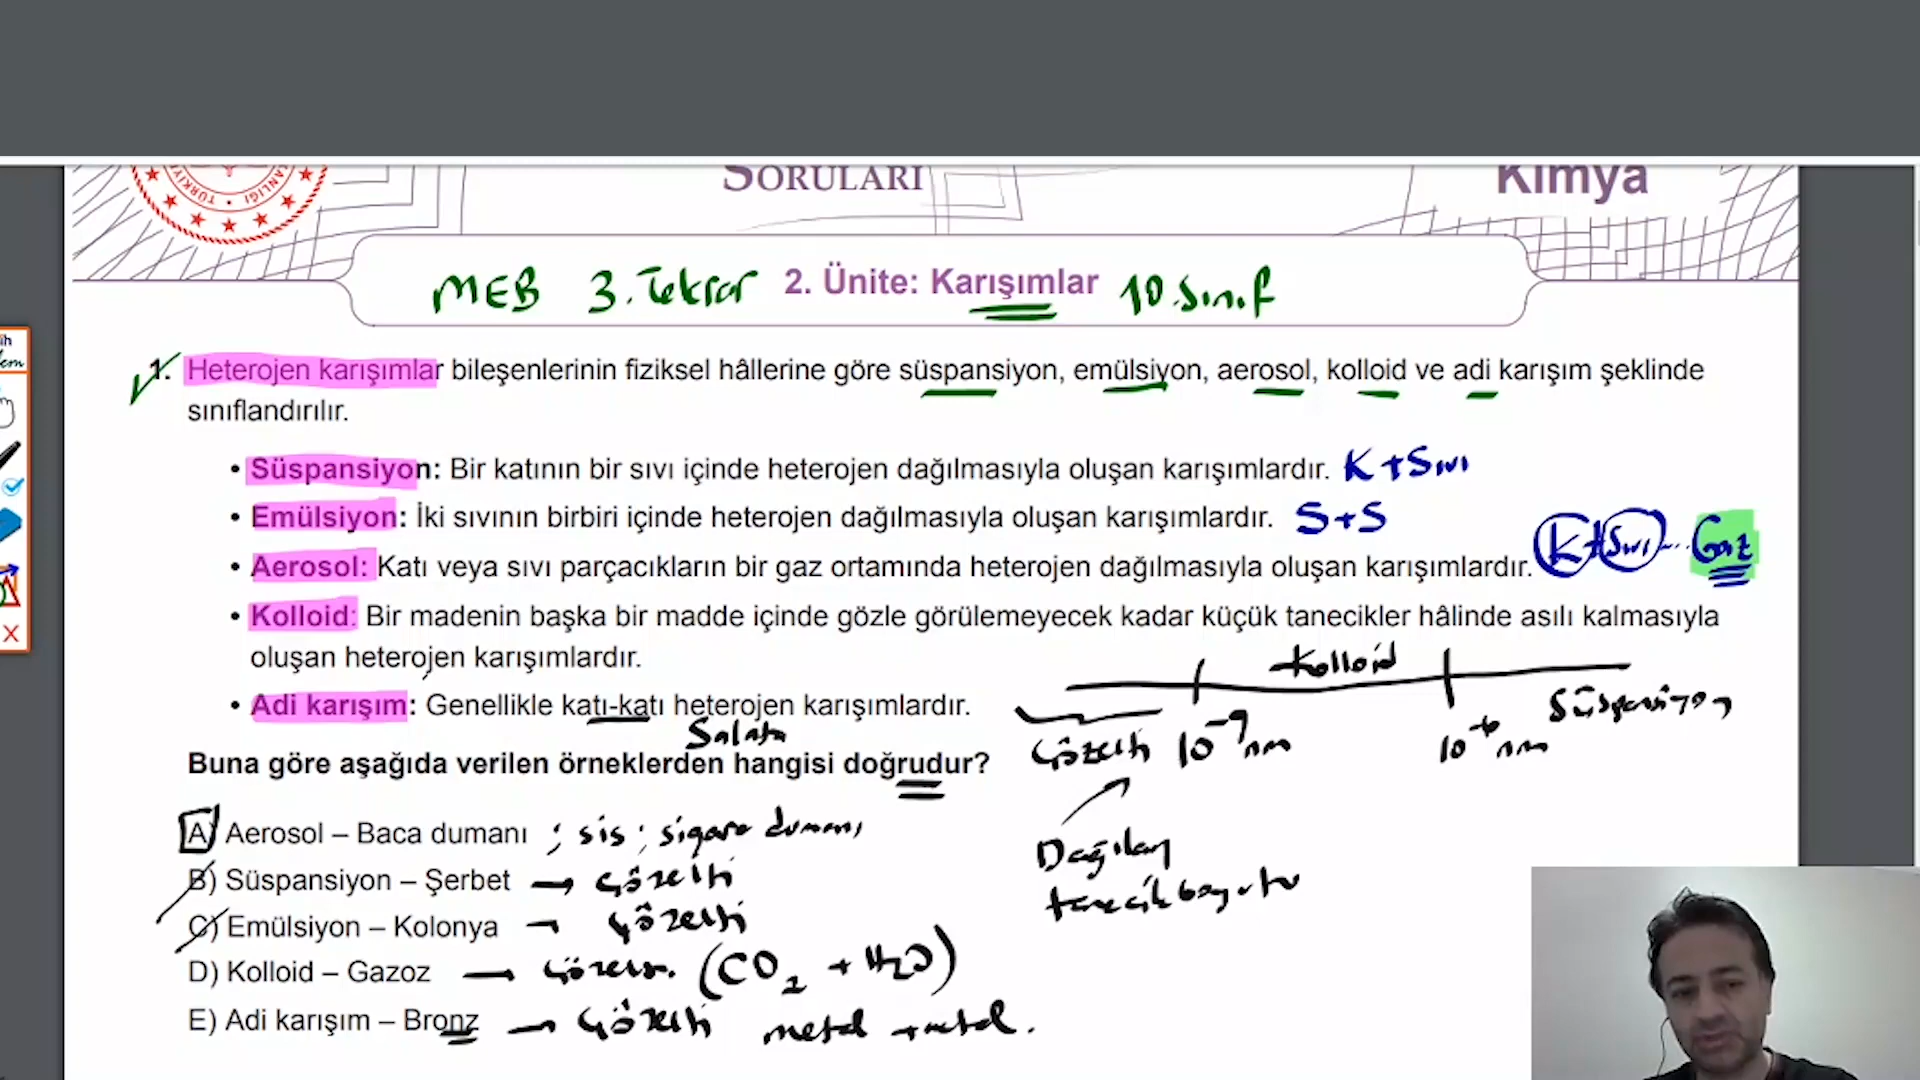 SORULARI
Kimya
TÜRKİY
ANLIĞI
MEB 3. Tekrar 2. Ünite: Karışımlar 10. Sınıf
1. Heterojen karışımlar bileşenlerinin fiziksel hâllerine göre süspansiyon, emülsiyon, aerosol, kolloid ve adi karışım şeklinde
sınıflandırılır.
• Süspansiyon: Bir katının bir sıvı içinde heterojen dağılmasıyla oluşan karışımlardır. K+Sıvı
• Emülsiyon: İki sıvının birbiri içinde heterojen dağılmasıyla oluşan karışımlardır. S+S
• Aerosol: Katı veya sıvı parçacıkların bir gaz ortamında heterojen dağılmasıyla oluşan karışımlardır. K+Sıvı... Gaz
• Kolloid: Bir madenin başka bir madde içinde gözle görülemeyecek kadar küçük tanecikler hâlinde asılı kalmasıyla
oluşan heterojen karışımlardır.
Kolloid
• Adi karışım: Genellikle katı-katı heterojen karışımlardır.
Süspansiyon
Salata
Çözelti 10⁻⁹ nm 10⁻⁶ nm
Buna göre aşağıda verilen örneklerden hangisi doğrudur?
A) Aerosol – Baca dumanı ; sis ; sigara dumanı
Dağılan
tanecik boyutu
B) Süspansiyon – Şerbet → çözelti
C) Emülsiyon – Kolonya → çözelti
D) Kolloid – Gazoz — çözelti. (CO₂ + H₂O)
E) Adi karışım – Bronz → çözelti metal + metal.